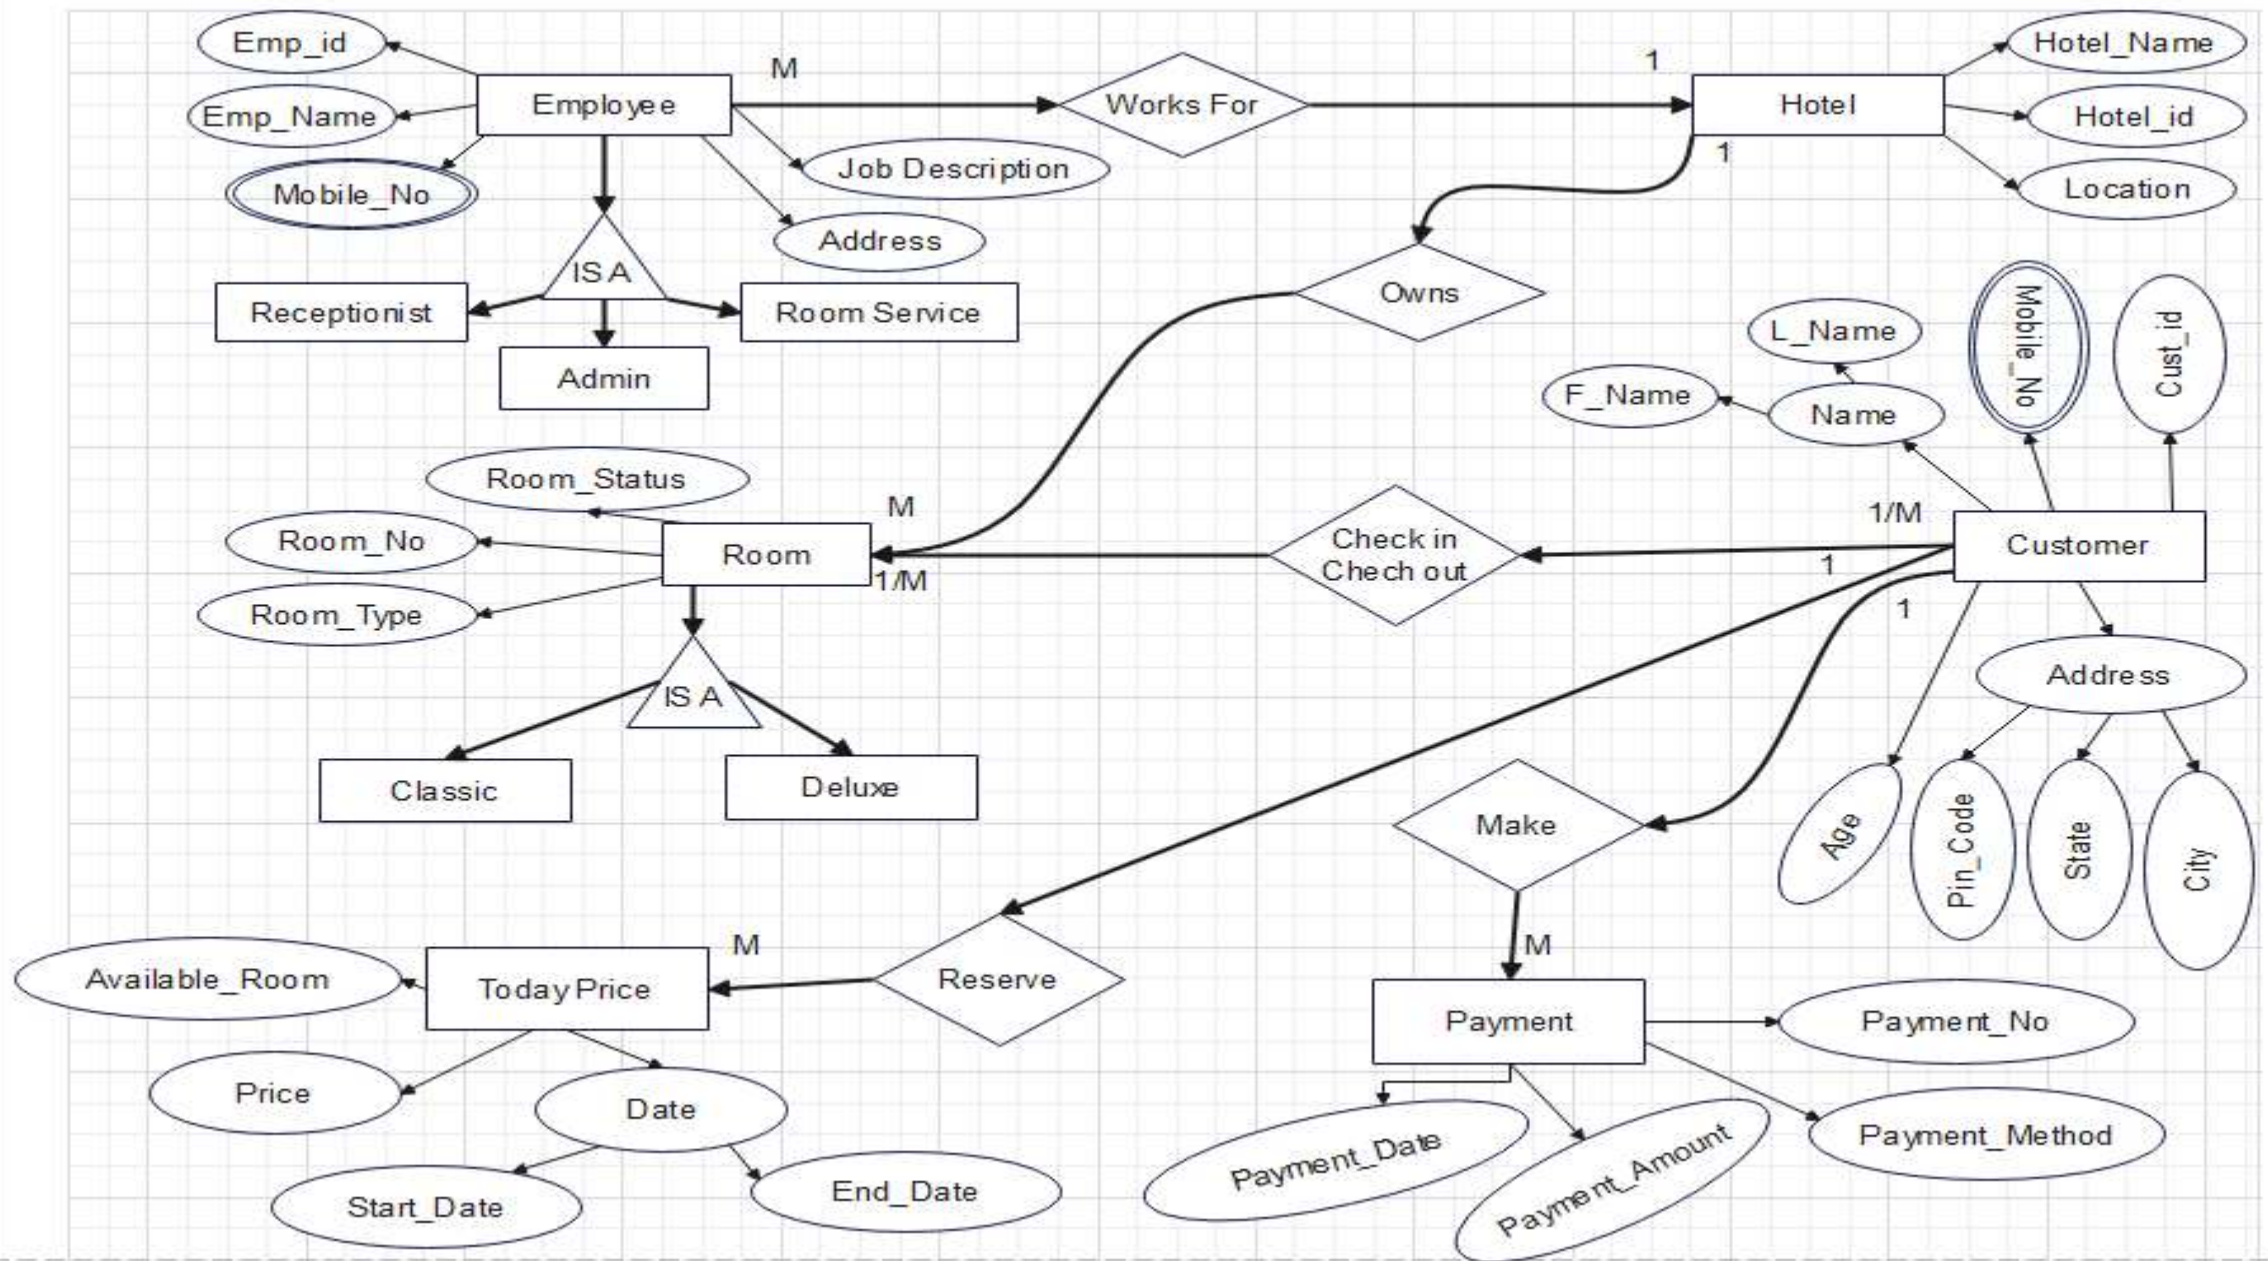 Emp_id
Hotel_Name
M
1
Employee
Works For
Hotel
Emp_Name
Hotel_id
1
Job Description
Mobile_No
Location
Address
IS A
Owns
Receptionist
Room Service
Mobile_No
Cust_id
L_Name
Admin
F_Name
Name
Room_Status
M
1/M
Room_No
Check in
Chech out
Customer
Room
1/M
1
Room_Type
1
Address
IS A
Classic
Deluxe
Make
Age
Pin_Code
State
City
M
M
Available_Room
Today Price
Reserve
Payment
Payment_No
Price
Date
Payment_Date
Payment_Amount
Payment_Method
Start_Date
End_Date